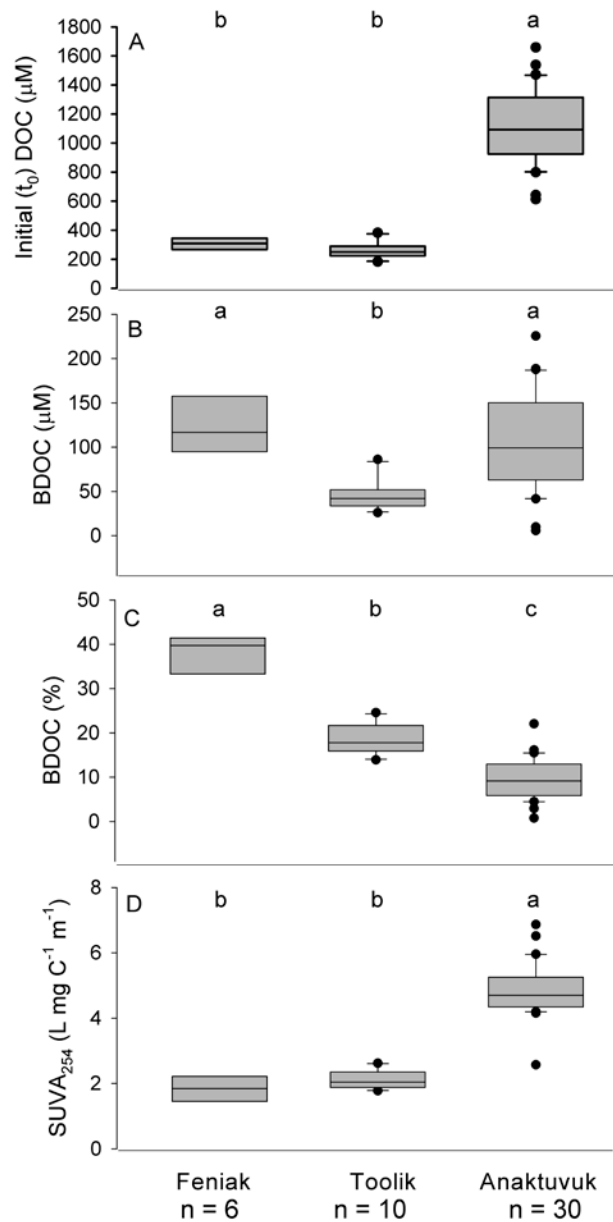 b b a
A
Initial (t₀) DOC (μM)
1800
1600
1400
1200
1000
800
600
400
200
0
a b a
B
BDOC (μM)
250
200
150
100
50
0
a b c
C
BDOC (%)
50
40
30
20
10
0
b b a
D
SUVA₂₅₄ (L mg C⁻¹ m⁻¹)
8
6
4
2
0
Feniak Toolik Anaktuvuk
n = 6 n = 10 n = 30